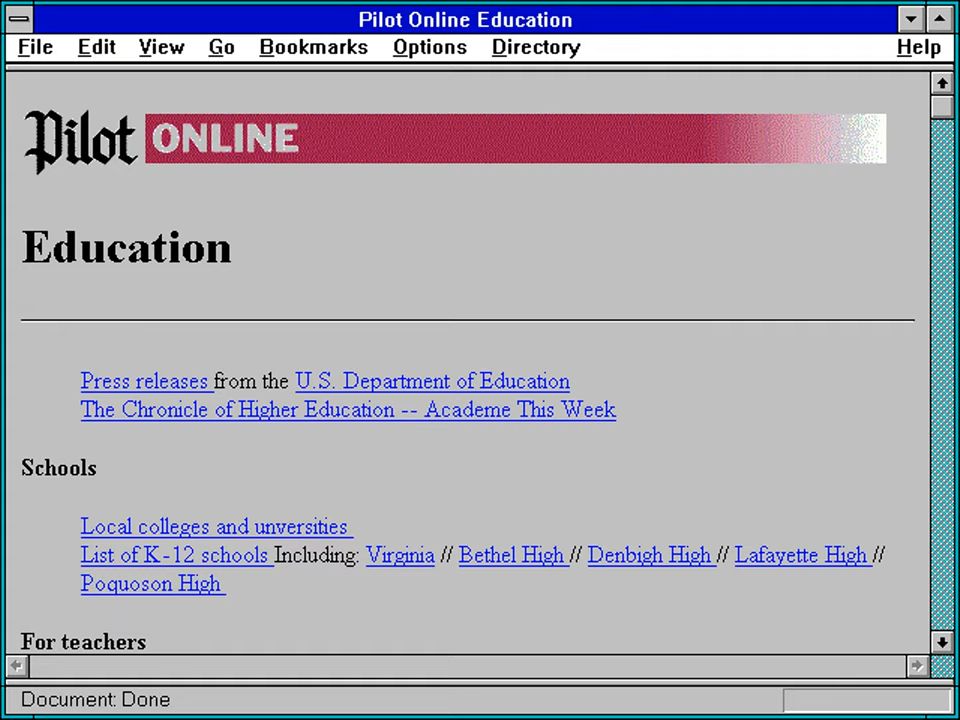 Pilot Online Education
File Edit View Go Bookmarks Options Directory Help
Pilot ONLINE
Education
Press releases from the U.S. Department of Education
The Chronicle of Higher Education -- Academe This Week
Schools
Local colleges and unversities
List of K-12 schools Including: Virginia // Bethel High // Denbigh High // Lafayette High //
Poquoson High
For teachers
Document: Done